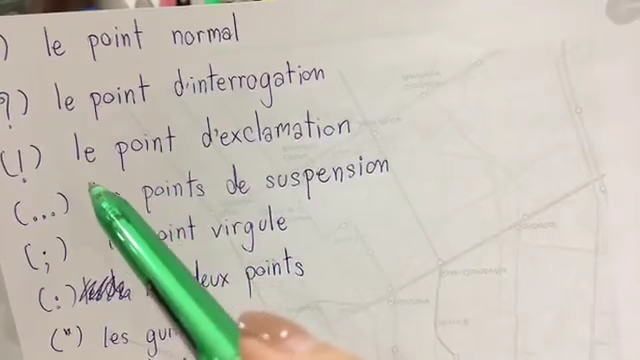 ) le point normal
?) le point d'interrogation
(!) le point d'exclamation
(...) points de suspension
(;) point virgule
(:) deux points
(") les